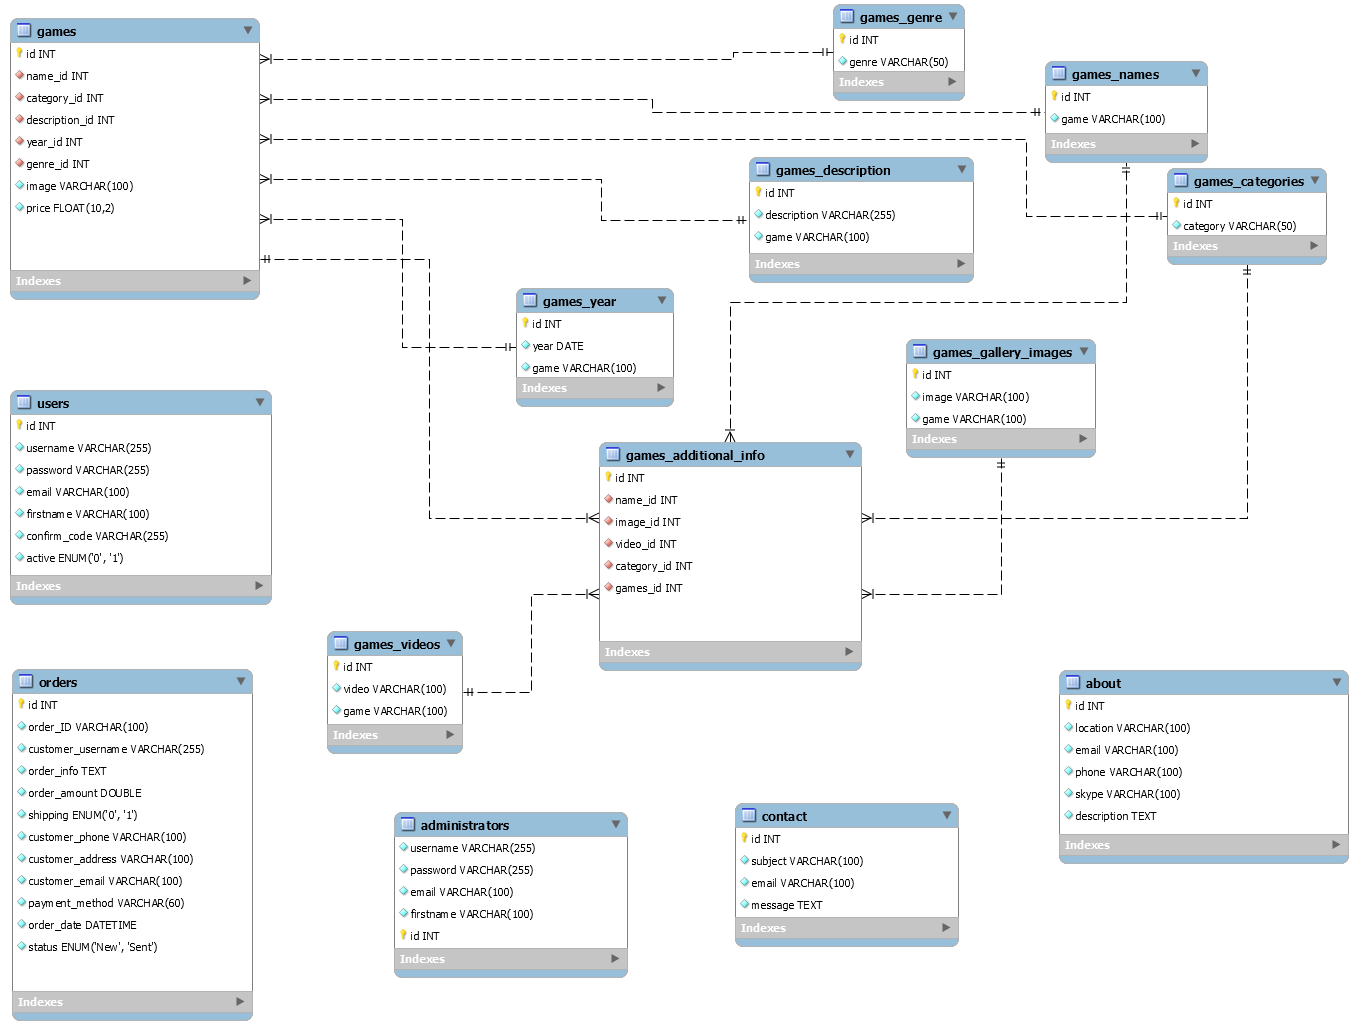 games
id INT
name_id INT
category_id INT
description_id INT
year_id INT
genre_id INT
image VARCHAR(100)
price FLOAT(10,2)
Indexes
games_genre
id INT
genre VARCHAR(50)
Indexes
games_names
id INT
game VARCHAR(100)
Indexes
games_description
id INT
description VARCHAR(255)
game VARCHAR(100)
Indexes
games_categories
id INT
category VARCHAR(50)
Indexes
games_year
id INT
year DATE
game VARCHAR(100)
Indexes
games_gallery_images
id INT
image VARCHAR(100)
game VARCHAR(100)
Indexes
users
id INT
username VARCHAR(255)
password VARCHAR(255)
email VARCHAR(100)
firstname VARCHAR(100)
confirm_code VARCHAR(255)
active ENUM('0', '1')
Indexes
games_additional_info
id INT
name_id INT
image_id INT
video_id INT
category_id INT
games_id INT
Indexes
games_videos
id INT
video VARCHAR(100)
game VARCHAR(100)
Indexes
orders
id INT
order_ID VARCHAR(100)
customer_username VARCHAR(255)
order_info TEXT
order_amount DOUBLE
shipping ENUM('0', '1')
customer_phone VARCHAR(100)
customer_address VARCHAR(100)
customer_email VARCHAR(100)
payment_method VARCHAR(60)
order_date DATETIME
status ENUM('New', 'Sent')
Indexes
administrators
username VARCHAR(255)
password VARCHAR(255)
email VARCHAR(100)
firstname VARCHAR(100)
id INT
Indexes
contact
id INT
subject VARCHAR(100)
email VARCHAR(100)
message TEXT
Indexes
about
id INT
location VARCHAR(100)
email VARCHAR(100)
phone VARCHAR(100)
skype VARCHAR(100)
description TEXT
Indexes